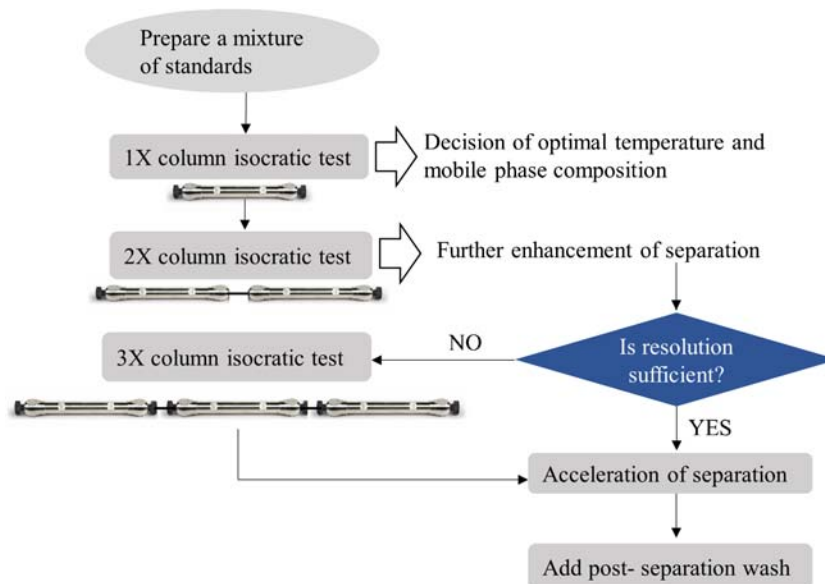 Prepare a mixture
of standards
1X column isocratic test
Decision of optimal temperature and
mobile phase composition
2X column isocratic test
Further enhancement of separation
Is resolution
sufficient?
NO
3X column isocratic test
YES
Acceleration of separation
Add post- separation wash